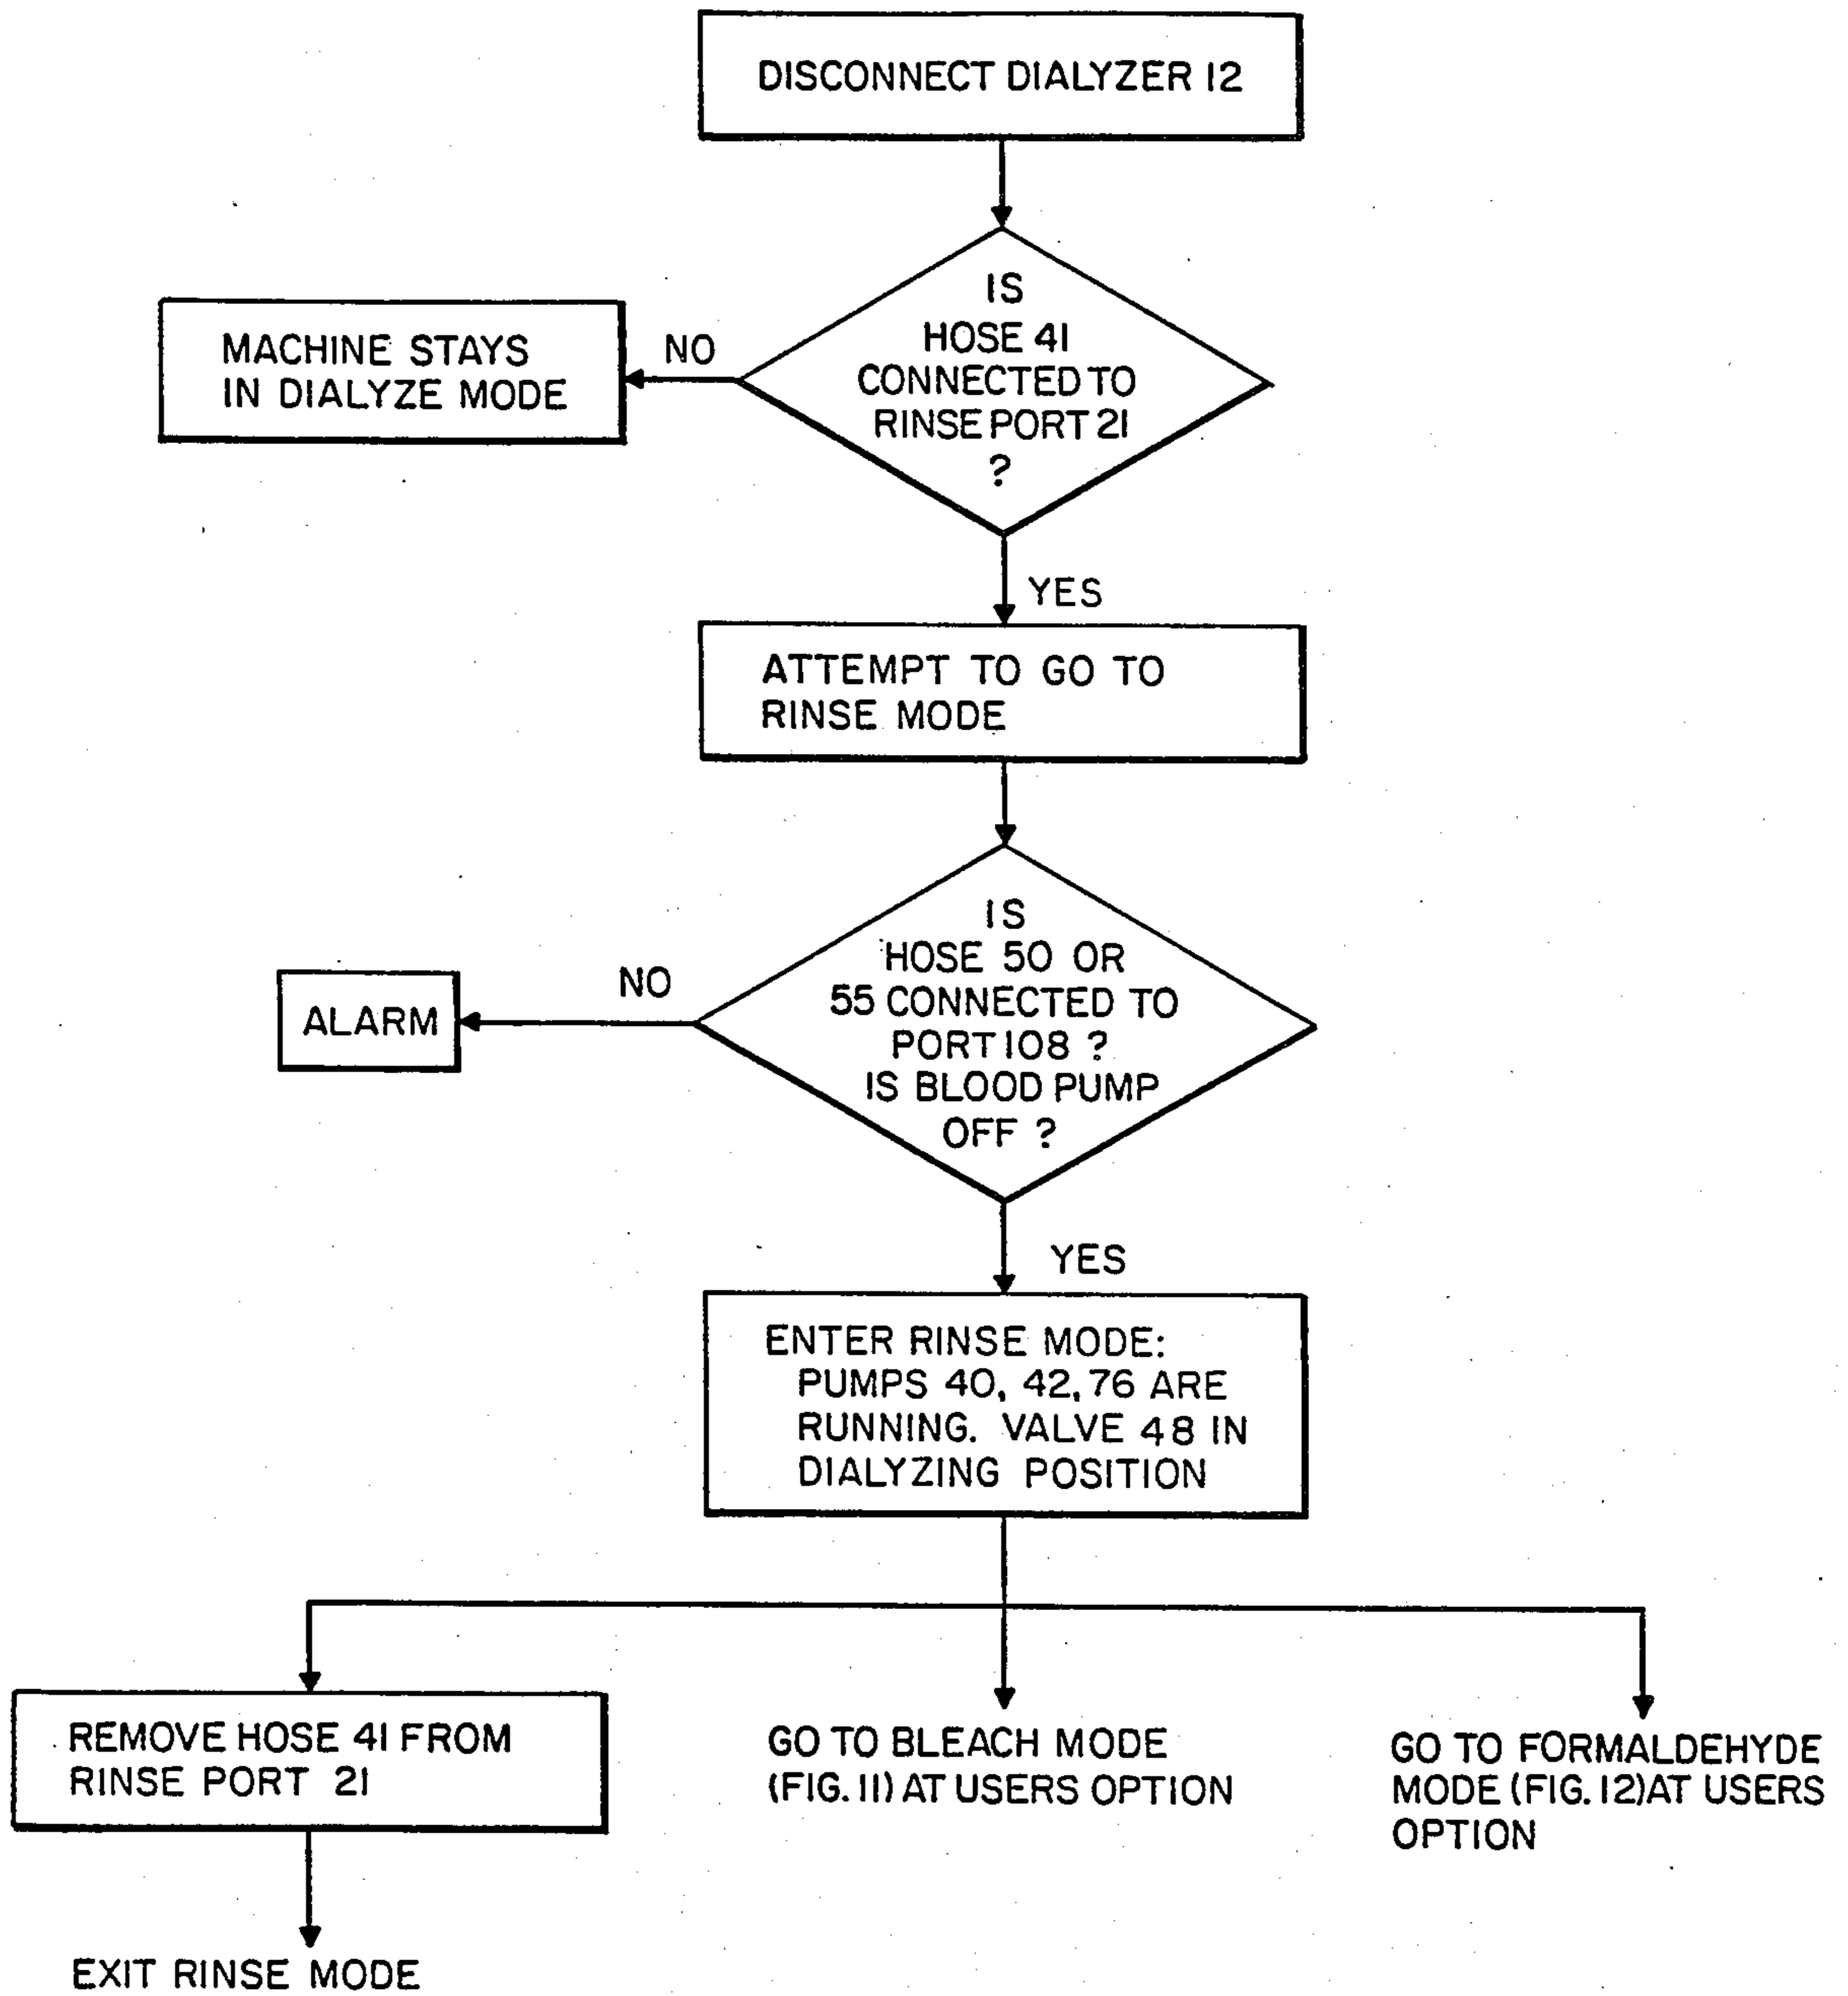 DISCONNECT DIALYZER 12
IS
HOSE 41
CONNECTED TO
RINSE PORT 21
?
NO
MACHINE STAYS
IN DIALYZE MODE
YES
ATTEMPT TO GO TO
RINSE MODE
IS
HOSE 50 OR
55 CONNECTED TO
PORT 108 ?
IS BLOOD PUMP
OFF ?
NO
ALARM
YES
ENTER RINSE MODE:
PUMPS 40, 42, 76 ARE
RUNNING. VALVE 48 IN
DIALYZING POSITION
REMOVE HOSE 41 FROM
RINSE PORT 21
EXIT RINSE MODE
GO TO BLEACH MODE
(FIG. 11) AT USERS OPTION
GO TO FORMALDEHYDE
MODE (FIG. 12) AT USERS
OPTION